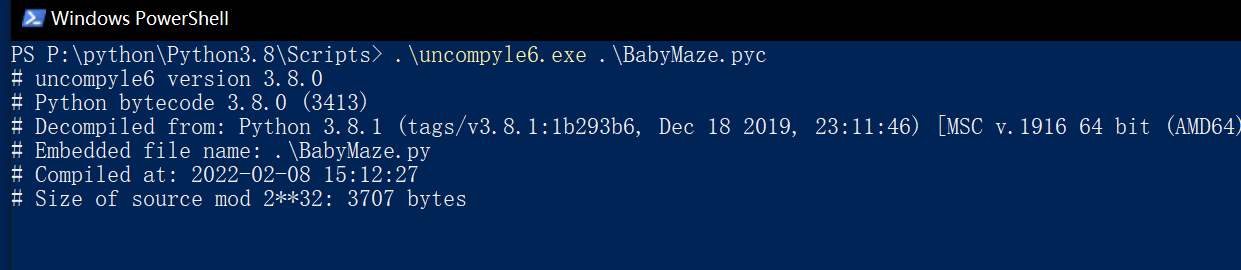 Windows PowerShell
PS P:\python\Python3.8\Scripts> .\uncompyle6.exe .\BabyMaze.pyc
# uncompyle6 version 3.8.0
# Python bytecode 3.8.0 (3413)
# Decompiled from: Python 3.8.1 (tags/v3.8.1:1b293b6, Dec 18 2019, 23:11:46) [MSC v.1916 64 bit (AMD64)
# Embedded file name: .\BabyMaze.py
# Compiled at: 2022-02-08 15:12:27
# Size of source mod 2**32: 3707 bytes